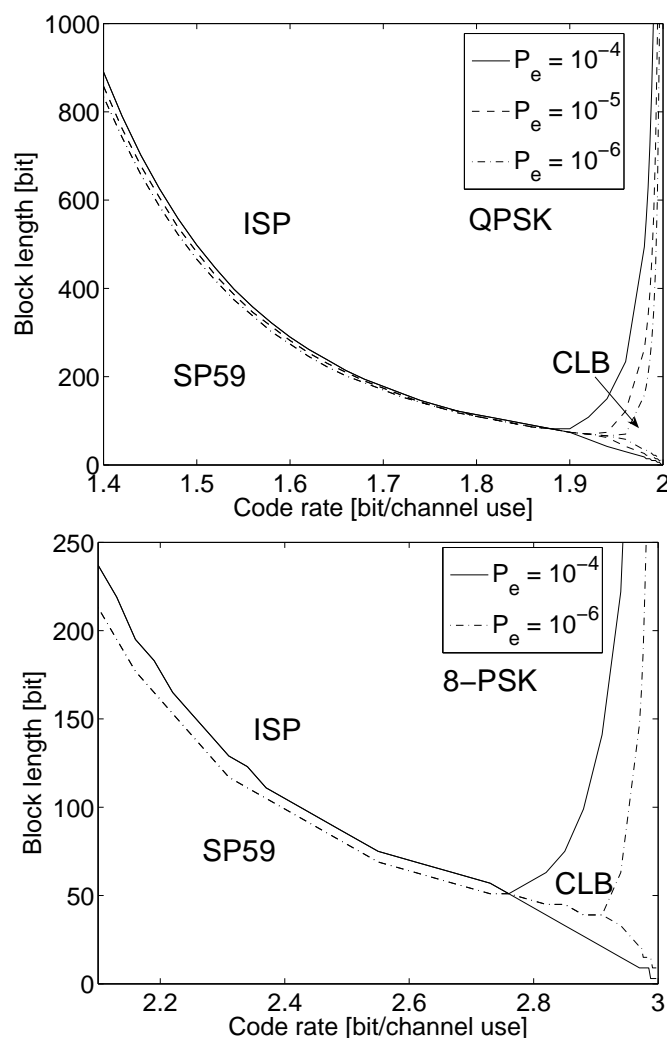 1000
800
600
400
200
0
Block length [bit]
P_e = 10^-4
P_e = 10^-5
P_e = 10^-6
ISP
QPSK
SP59
CLB
1.4 1.5 1.6 1.7 1.8 1.9 2
Code rate [bit/channel use]
250
200
150
100
50
0
Block length [bit]
P_e = 10^-4
P_e = 10^-6
8-PSK
ISP
SP59
CLB
2.2 2.4 2.6 2.8 3
Code rate [bit/channel use]